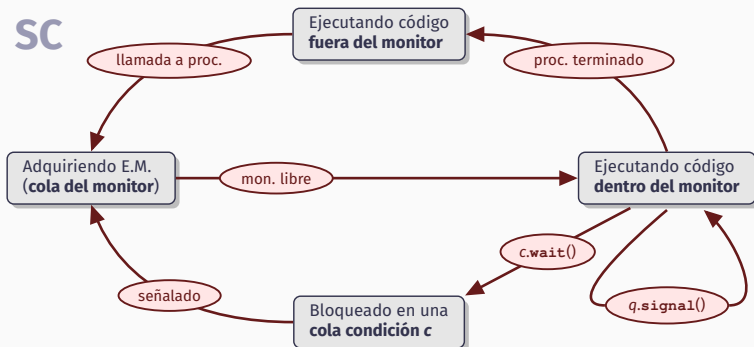 SC
Ejecutando código
fuera del monitor
llamada a proc.
proc. terminado
Adquiriendo E.M.
(cola del monitor)
mon. libre
Ejecutando código
dentro del monitor
c.wait()
señalado
Bloqueado en una
cola condición c
q.signal()